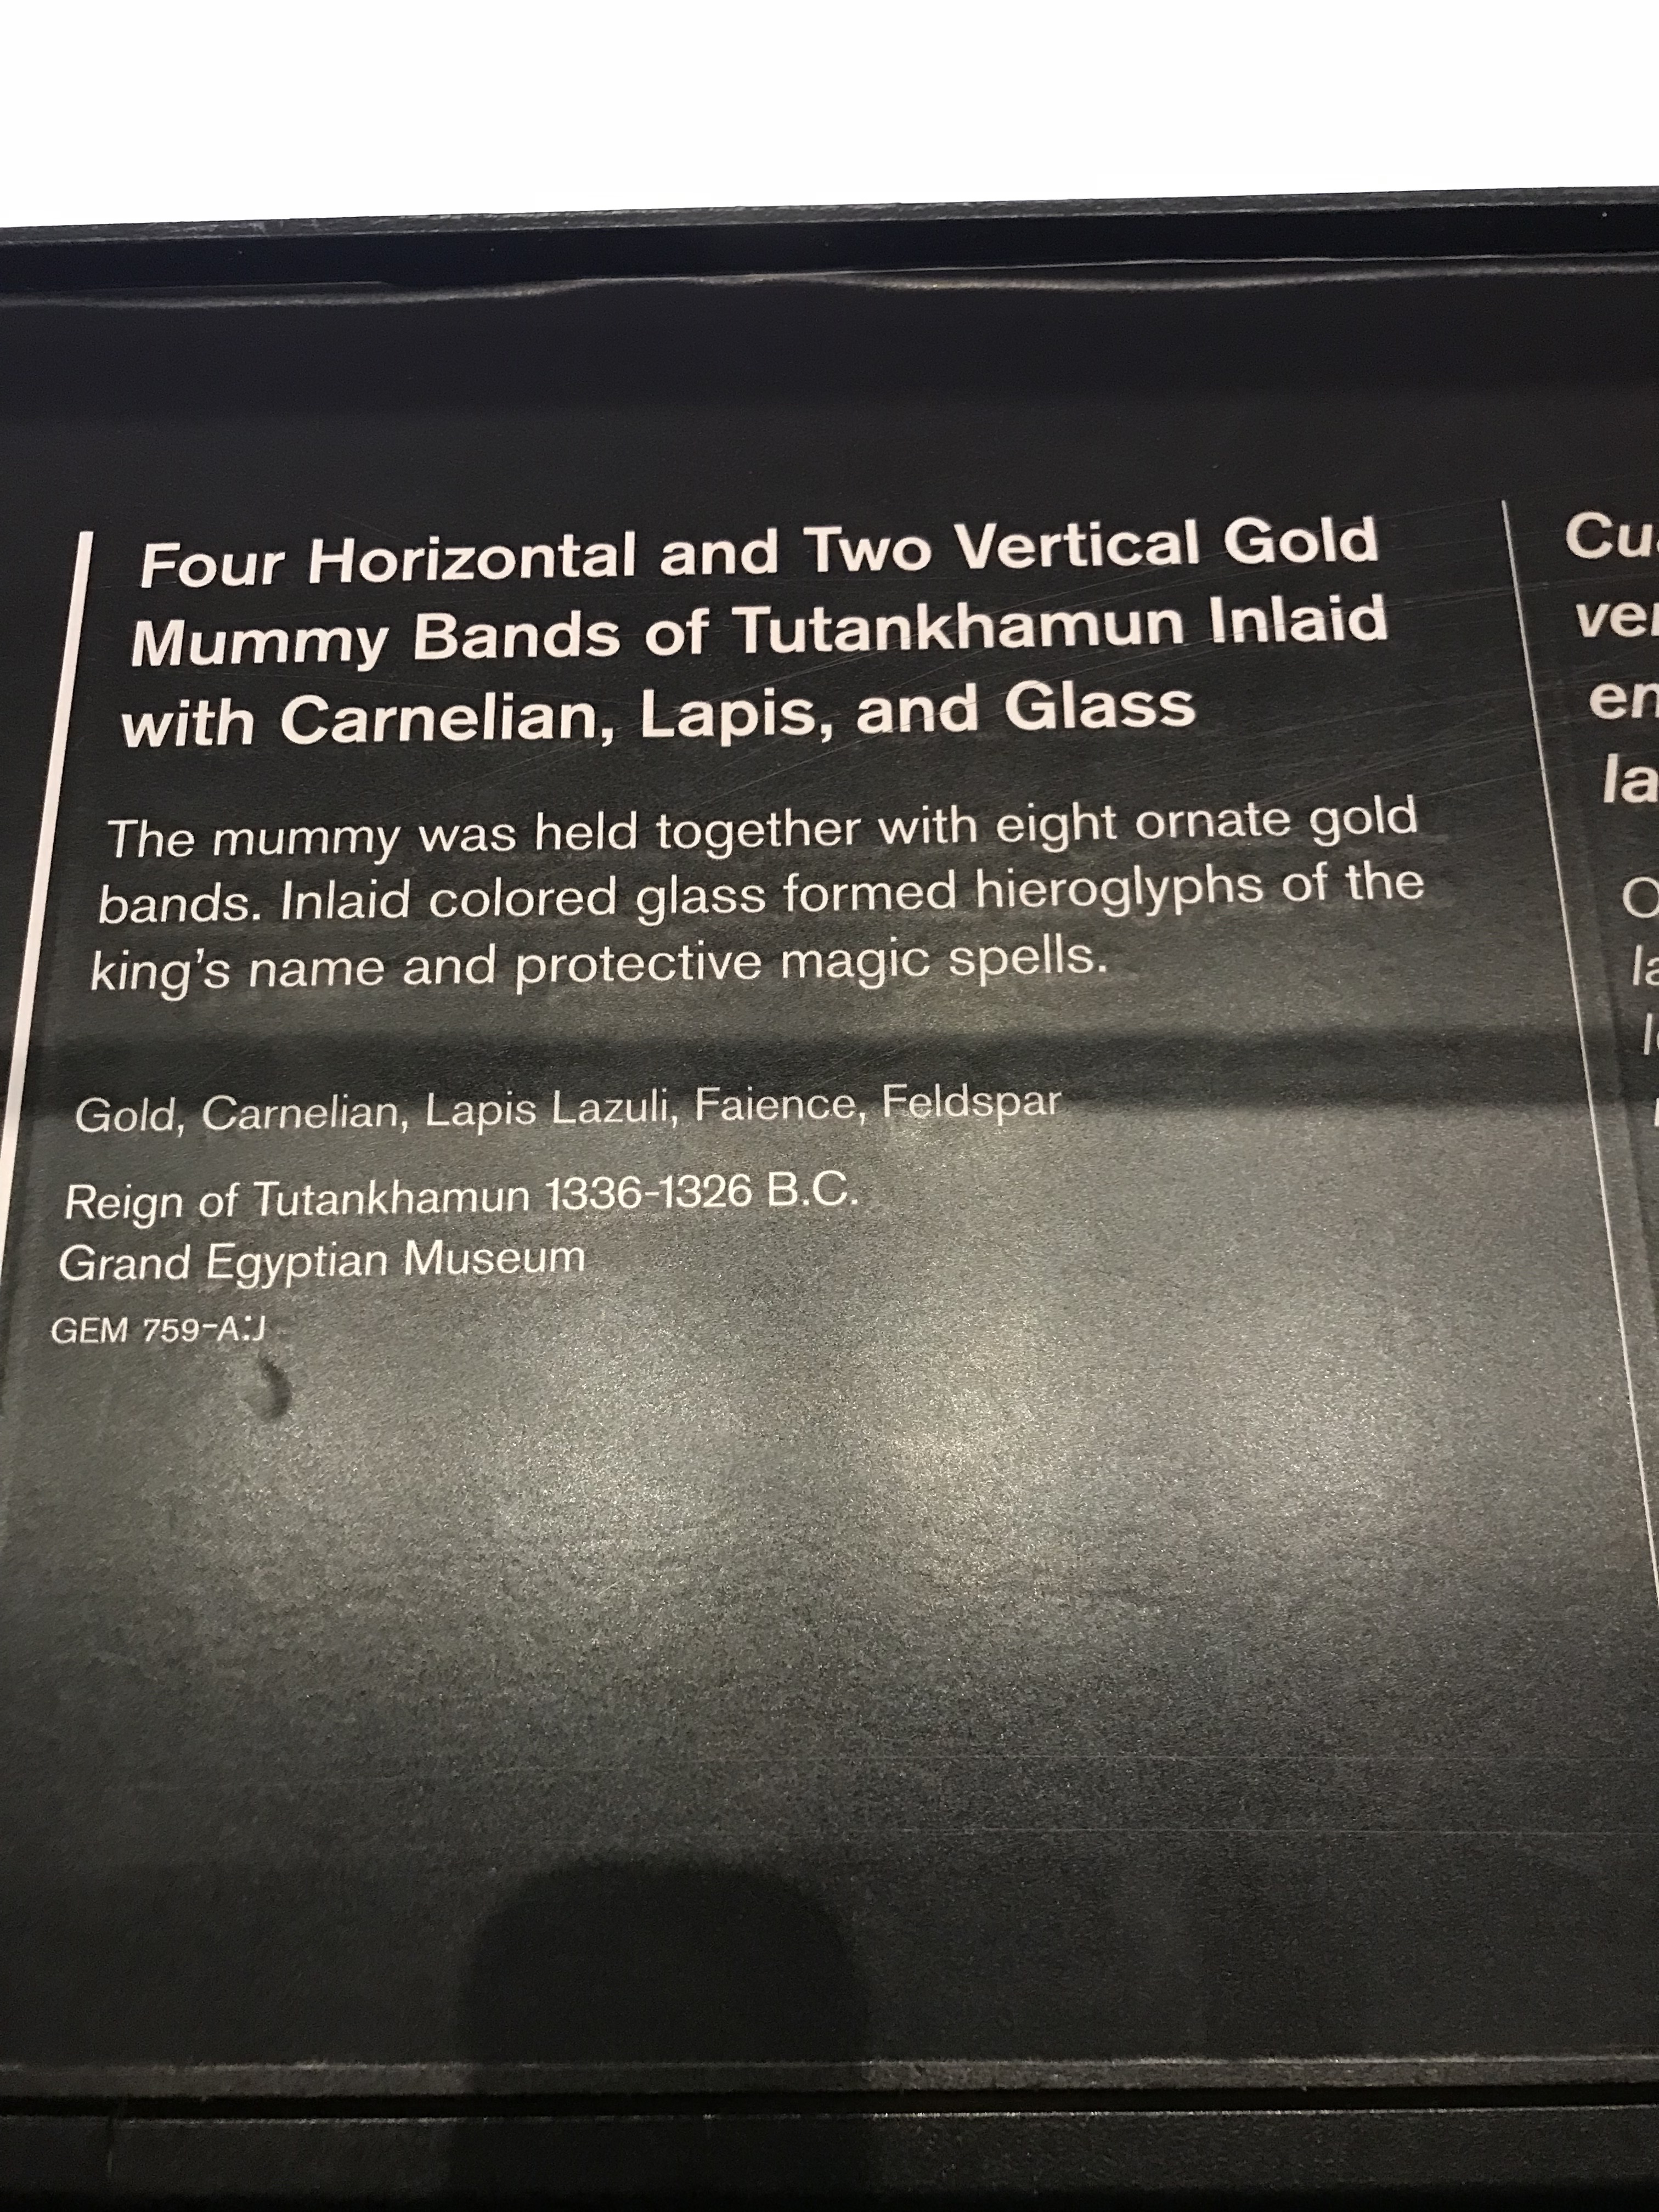 Four Horizontal and Two Vertical Gold
Mummy Bands of Tutankhamun Inlaid
with Carnelian, Lapis, and Glass
The mummy was held together with eight ornate gold
bands. Inlaid colored glass formed hieroglyphs of the
king's name and protective magic spells.
Gold, Carnelian, Lapis Lazuli, Faience, Feldspar
Reign of Tutankhamun 1336-1326 B.C.
Grand Egyptian Museum
GEM 759-A:J